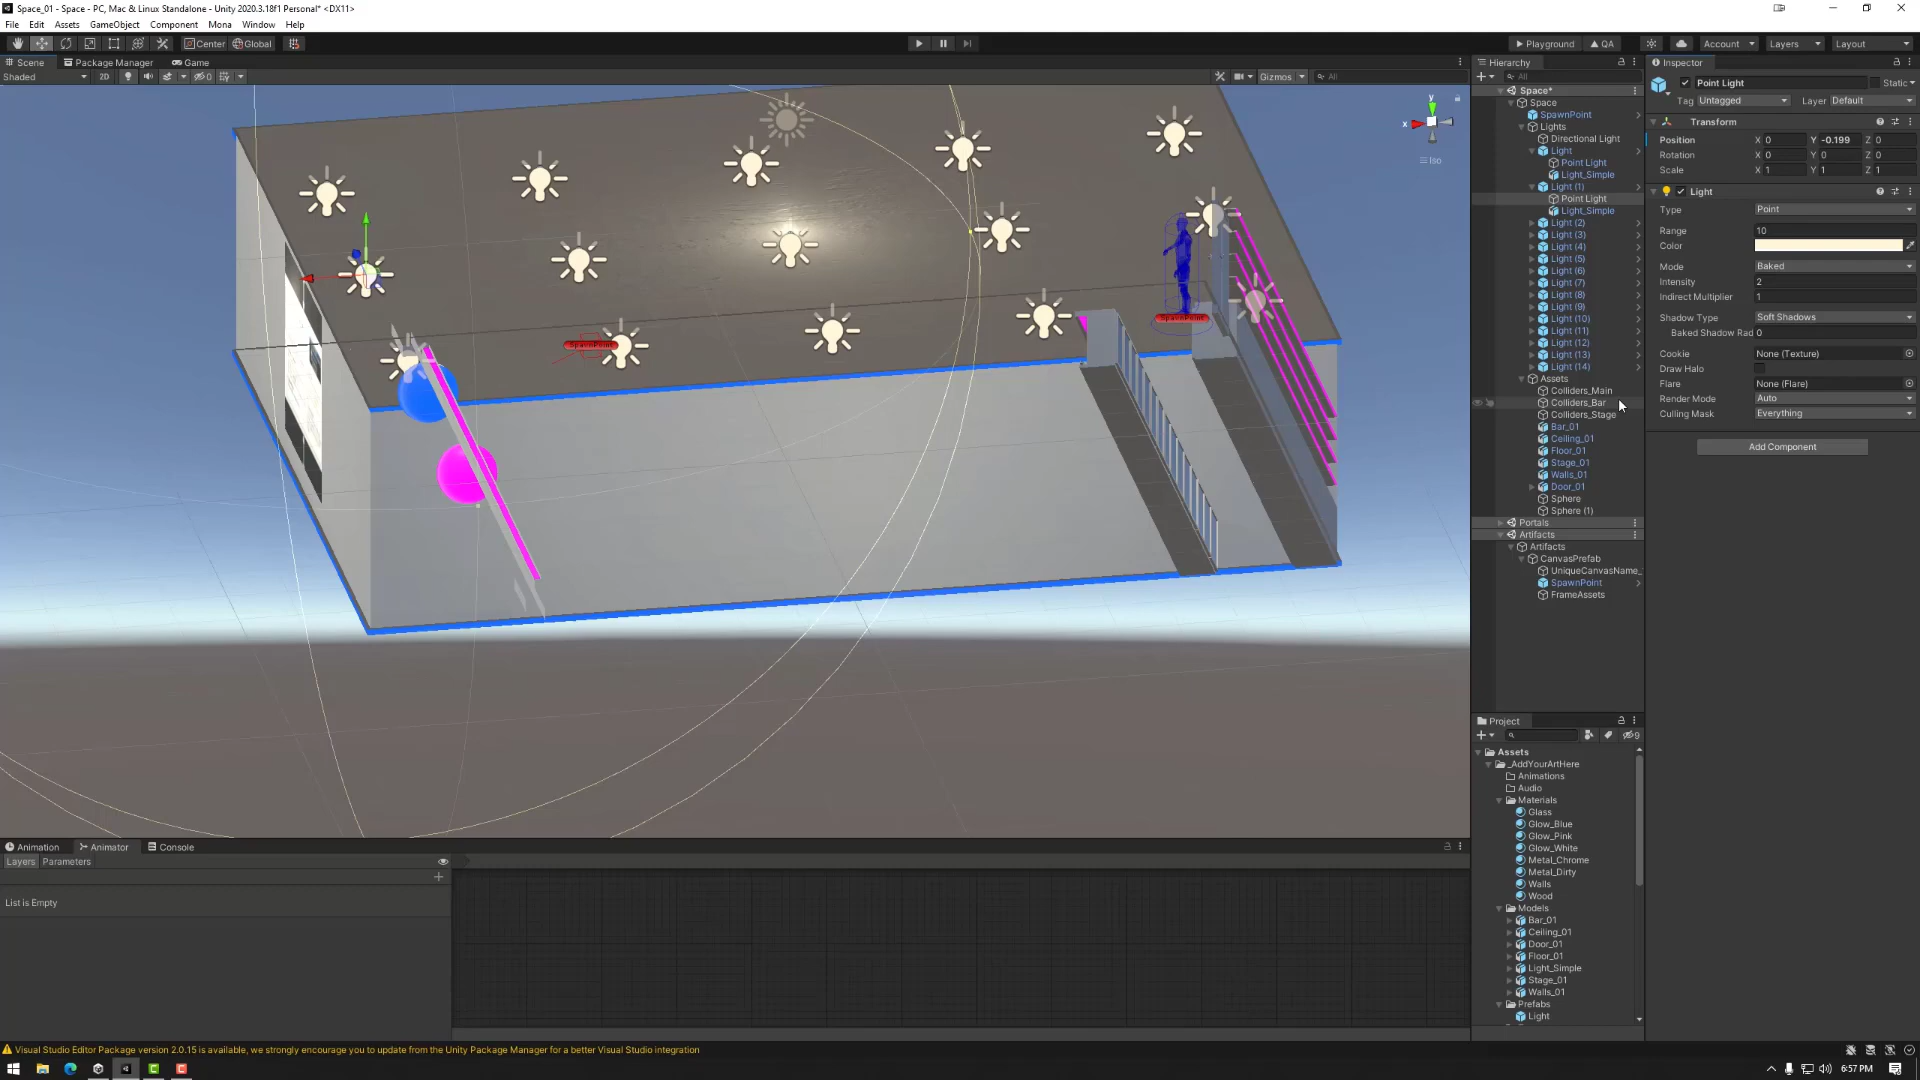 Space_01 - Space - PC, Mac & Linux Standalone - Unity 2020.3.18f1 Personal* <DX11>
File Edit Assets GameObject Component Mona Window Help
Center Global
Playground QA Account Layers Layout
Scene Package Manager Game
Shaded 2D 0 Gizmos All
y
x
Iso
SpawnPoint
SpawnPoint
Hierarchy
All
Space*
Space
SpawnPoint
Lights
Directional Light
Light
Point Light
Light_Simple
Light (1)
Point Light
Light_Simple
Light (2)
Light (3)
Light (4)
Light (5)
Light (6)
Light (7)
Light (8)
Light (9)
Light (10)
Light (11)
Light (12)
Light (13)
Light (14)
Assets
Colliders_Main
Colliders_Bar
Colliders_Stage
Bar_01
Ceiling_01
Floor_01
Stage_01
Walls_01
Door_01
Sphere
Sphere (1)
Portals
Artifacts
Artifacts
CanvasPrefab
UniqueCanvasName_
SpawnPoint
FrameAssets
Inspector
Point Light Static
Tag Untagged Layer Default
Transform
Position X 0 Y -0.199 Z 0
Rotation X 0 Y 0 Z 0
Scale X 1 Y 1 Z 1
Light
Type Point
Range 10
Color
Mode Baked
Intensity 2
Indirect Multiplier 1
Shadow Type Soft Shadows
Baked Shadow Rad 0
Cookie None (Texture)
Draw Halo
Flare None (Flare)
Render Mode Auto
Culling Mask Everything
Add Component
Project
9
Assets
_AddYourArtHere
Animations
Audio
Materials
Glass
Glow_Blue
Glow_Pink
Glow_White
Metal_Chrome
Metal_Dirty
Walls
Wood
Models
Bar_01
Ceiling_01
Door_01
Floor_01
Light_Simple
Stage_01
Walls_01
Prefabs
Light
Animation Animator Console
Layers Parameters
List is Empty
Visual Studio Editor Package version 2.0.15 is available, we strongly encourage you to update from the Unity Package Manager for a better Visual Studio integration
6:57 PM